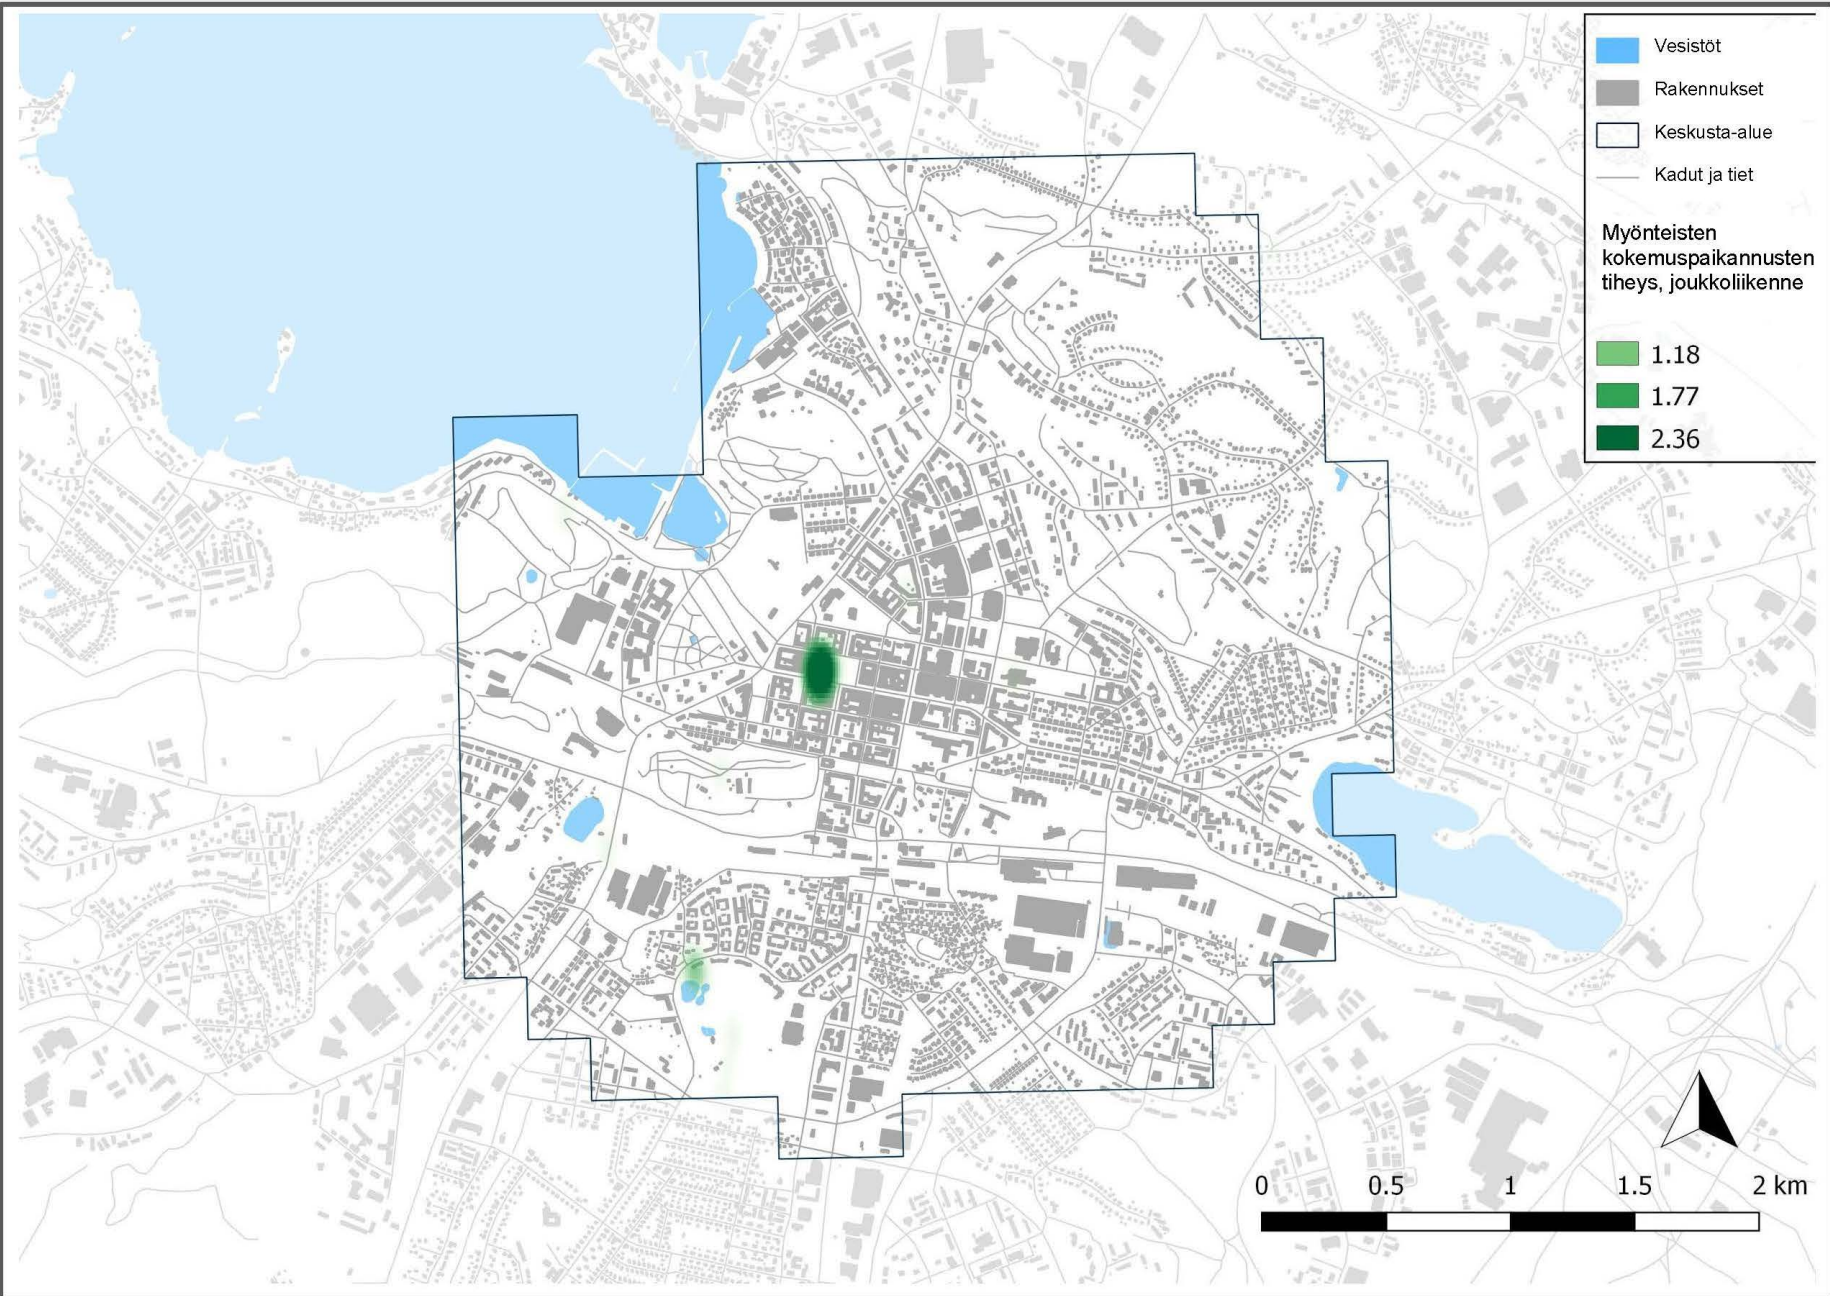 Vesistöt
Rakennukset
Keskusta-alue
Kadut ja tiet
Myönteisten
kokemuspaikannusten
tiheys, joukkoliikenne
1.18
1.77
2.36
0 0.5 1 1.5 2 km